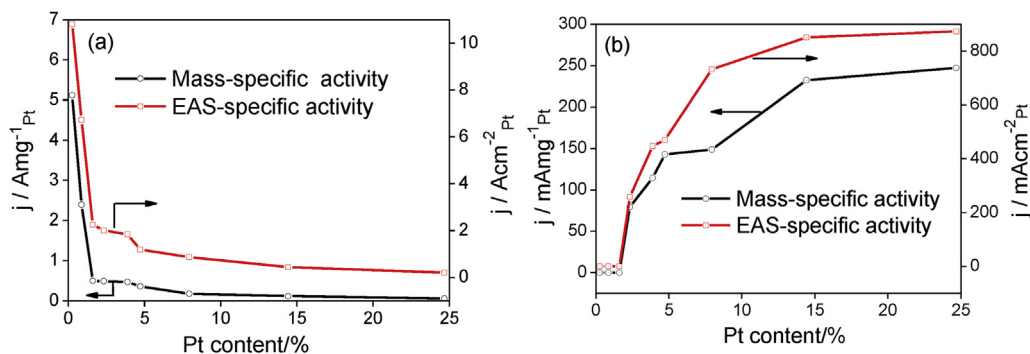 (a)
7
6
5
4
3
2
1
0
j / Amg⁻¹Pt
10
8
6
4
2
0
j / Acm⁻²Pt
Mass-specific activity
EAS-specific activity
0 5 10 15 20 25
Pt content/%
(b)
300
250
200
150
100
50
0
j / mAmg⁻¹Pt
800
600
400
200
0
j / mAcm⁻²Pt
Mass-specific activity
EAS-specific activity
0 5 10 15 20 25
Pt content/%